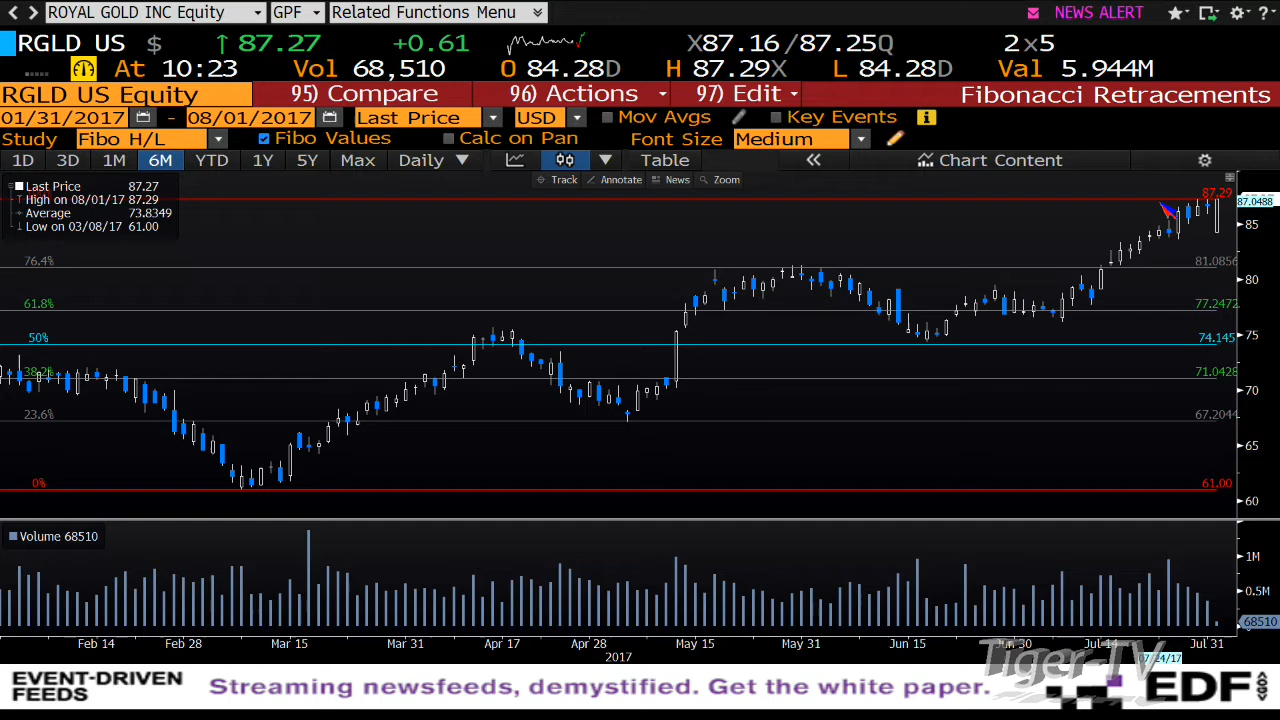 ROYAL GOLD INC Equity GPF Related Functions Menu NEWS ALERT ?
RGLD US $ ↑ 87.27 +0.61 X87.16 /87.25Q 2 x5
At 10:23 Vol 68,510 O 84.28D H 87.29X L 84.28D Val 5.944M
RGLD US Equity 95) Compare 96) Actions 97) Edit Fibonacci Retracements
01/31/2017 - 08/01/2017 Last Price USD Mov Avgs Key Events
Study Fibo H/L Fibo Values Calc on Pan Font Size Medium
1D 3D 1M 6M YTD 1Y 5Y Max Daily Table « Chart Content
Track Annotate News Zoom
Last Price 87.27
High on 08/01/17 87.29
Average 73.8349
Low on 03/08/17 61.00
87.29
87.0488
85
76.4% 81.0856
80
61.8% 77.2472
75
50% 74.145
38.2% 71.0428
70
23.6% 67.2044
65
0% 61.00
60
Volume 68510
1M
0.5M
68510
Feb 14 Feb 28 Mar 15 Mar 31 Apr 17 Apr 28 May 15 May 31 Jun 15 Jun 30 Jul 14 Jul 31
2017
07/24/17
Tiger-TV
EVENT-DRIVEN
FEEDS
Streaming newsfeeds, demystified. Get the white paper.
EDF